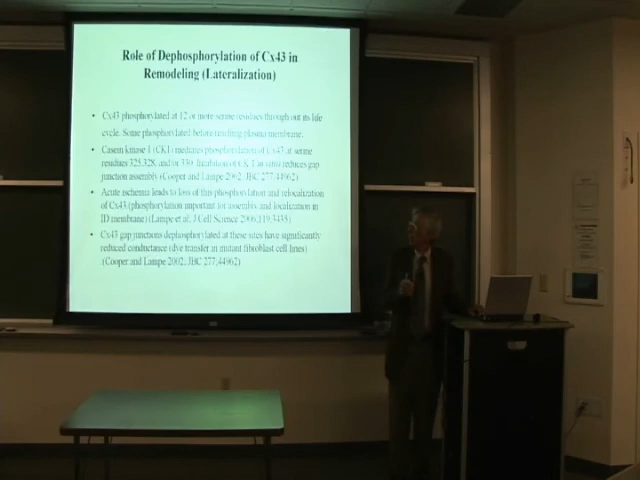 Role of Dephosphorylation of Cx43 in
Remodeling (Lateralization)
• Cx43 phosphorylated at 12 or more serine residues through out its life
cycle. Some phosphorylated before reaching plasma membrane.
• Casein kinase 1 (CK1) mediates phosphorylation of Cx43 at serine
residues 325,328, and/or 330. Inhibition of CK 1 in vitro reduces gap
junction assembly (Cooper and Lampe 2002, JBC 277;44962)
• Acute ischemia leads to loss of this phosphorylation and relocalization
of Cx43 (phosphorylation important for assembly and localization in
ID membrane) (Lampe et al, J Cell Science 2006;119;3435)
• Cx43 gap junctions dephosphorylated at these sites have significantly
reduced conductance (dye transfer in mutant fibroblast cell lines)
(Cooper and Lampe 2002; JBC 277;44962)